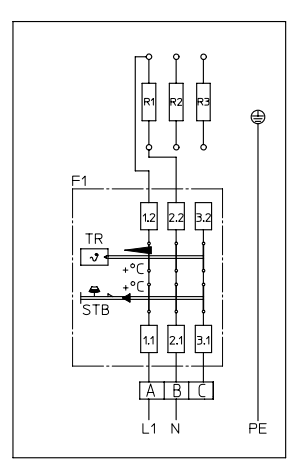 R1 R2 R3
F1
1.2 2.2 3.2
TR
ϑ
+°C
+°C
STB
1.1 2.1 3.1
A B C
L1 N PE